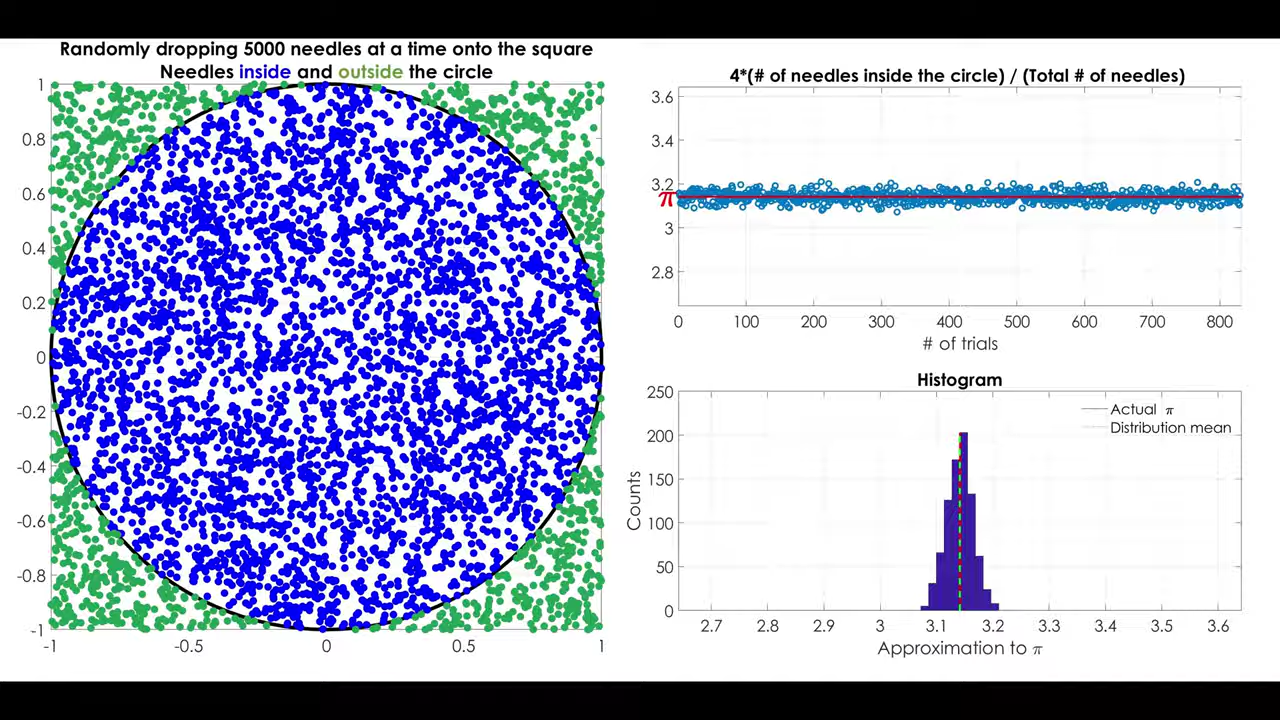 Randomly dropping 5000 needles at a time onto the square
Needles inside and outside the circle
1
0.8
0.6
0.4
0.2
0
-0.2
-0.4
-0.6
-0.8
-1
-1 -0.5 0 0.5 1
4*(# of needles inside the circle) / (Total # of needles)
3.6
3.4
3.2
π
3
2.8
0 100 200 300 400 500 600 700 800
# of trials
Histogram
250
200
150
100
50
0
Counts
Actual π
Distribution mean
2.7 2.8 2.9 3 3.1 3.2 3.3 3.4 3.5 3.6
Approximation to π